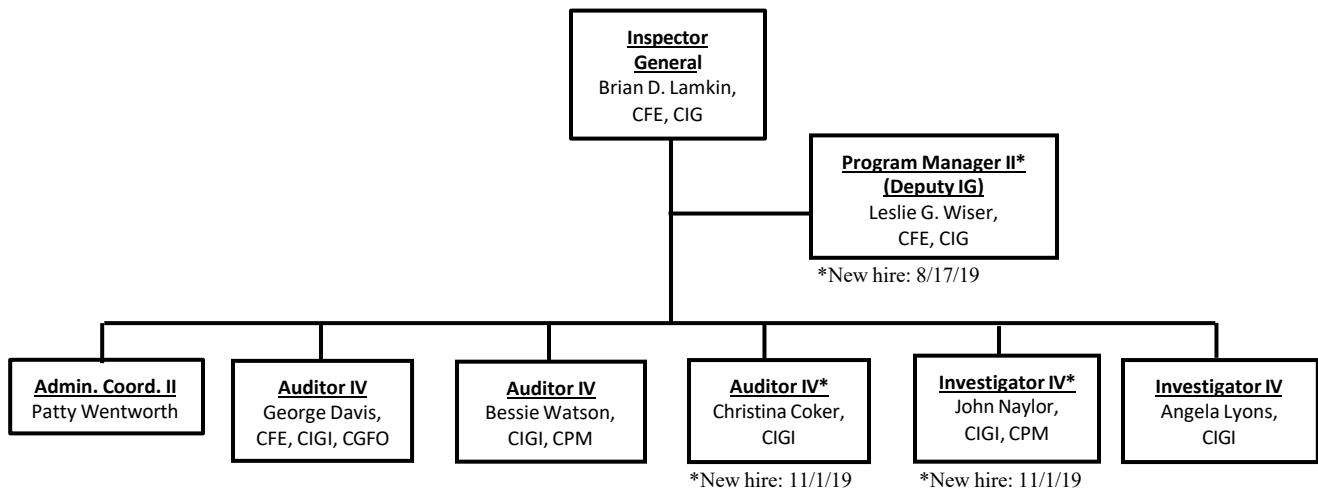 Inspector
General
Brian D. Lamkin,
CFE, CIG
Program Manager II*
(Deputy IG)
Leslie G. Wiser,
CFE, CIG
*New hire: 8/17/19
Admin. Coord. II
Patty Wentworth
Auditor IV
George Davis,
CFE, CIGI, CGFO
Auditor IV
Bessie Watson,
CIGI, CPM
Auditor IV*
Christina Coker,
CIGI
*New hire: 11/1/19
Investigator IV*
John Naylor,
CIGI, CPM
*New hire: 11/1/19
Investigator IV
Angela Lyons,
CIGI